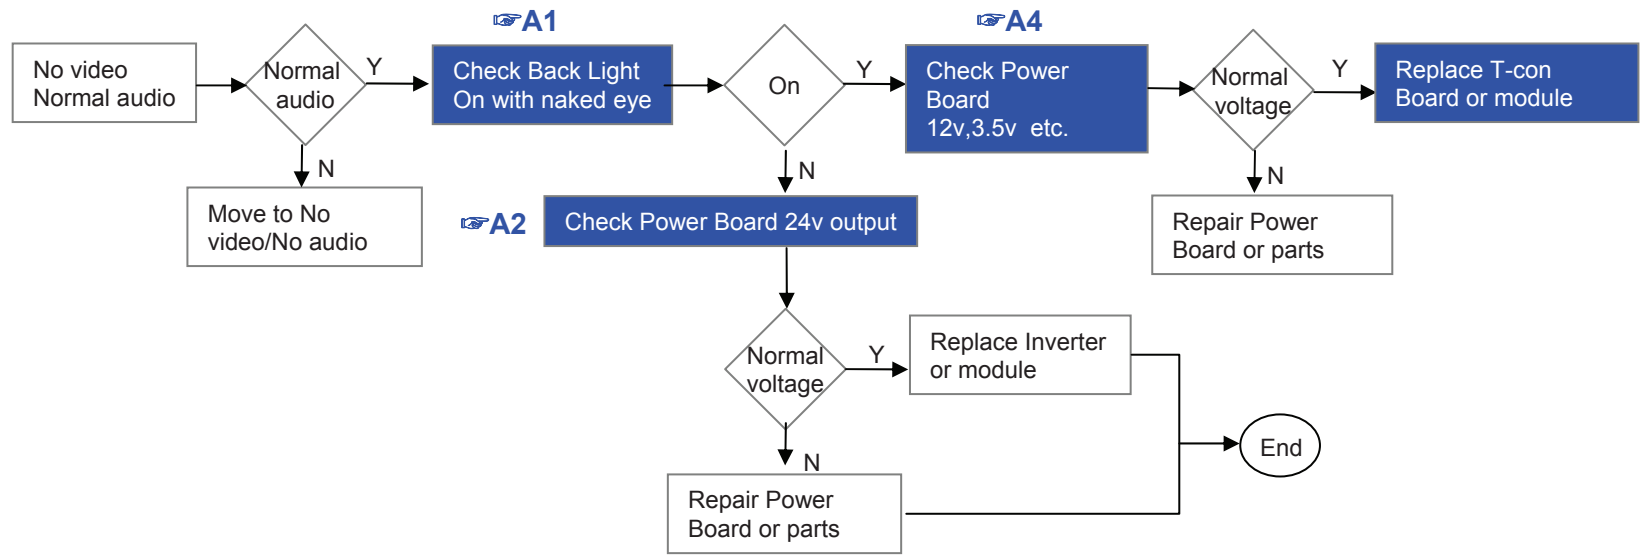 ☞A1
☞A4
No video
Normal audio
Normal
audio
Y
Check Back Light
On with naked eye
On
Y
Check Power
Board
12v,3.5v etc.
Normal
voltage
Y
Replace T-con
Board or module
N
Move to No
video/No audio
N
☞A2
Check Power Board 24v output
N
Repair Power
Board or parts
Normal
voltage
Y
Replace Inverter
or module
End
N
Repair Power
Board or parts